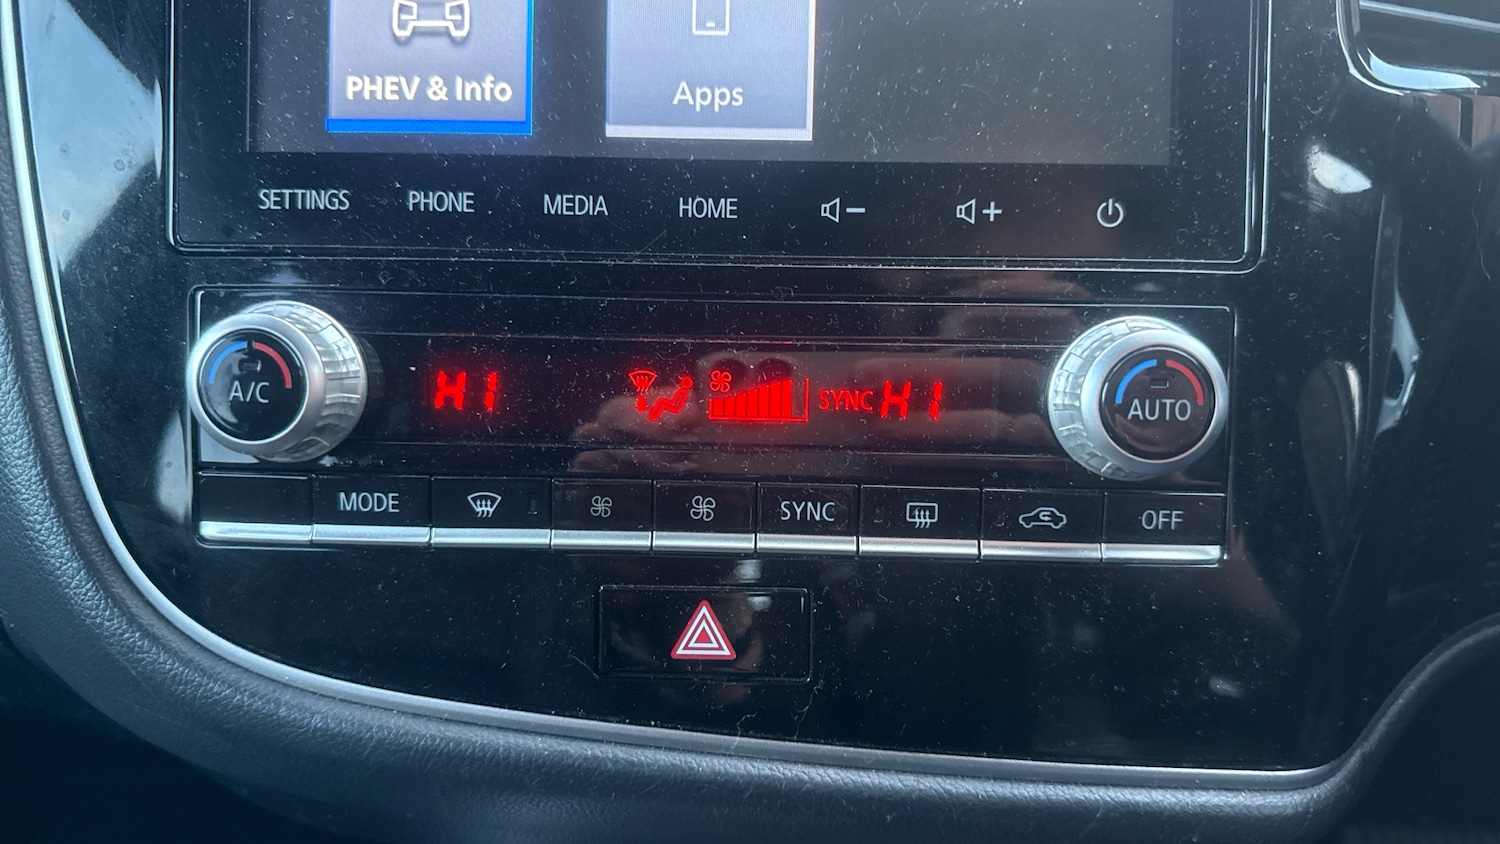 PHEV & Info
Apps
SETTINGS PHONE MEDIA HOME
A/C HI SYNC HI AUTO
MODE SYNC OFF